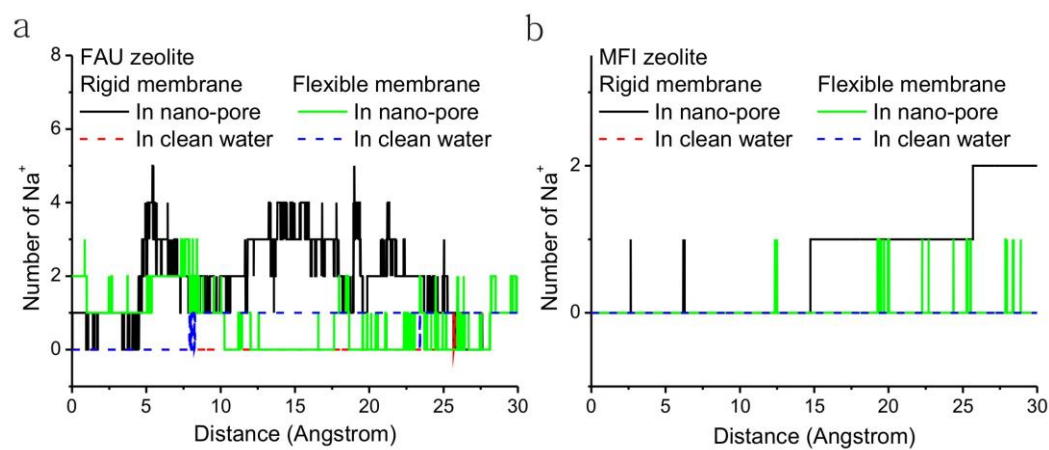 a
FAU zeolite
Rigid membrane Flexible membrane
In nano-pore In nano-pore
In clean water In clean water
Number of Na⁺
8
6
4
2
0
0 5 10 15 20 25 30
Distance (Angstrom)
b
MFI zeolite
Rigid membrane Flexible membrane
In nano-pore In nano-pore
In clean water In clean water
Number of Na⁺
2
0
0 5 10 15 20 25 30
Distance (Angstrom)